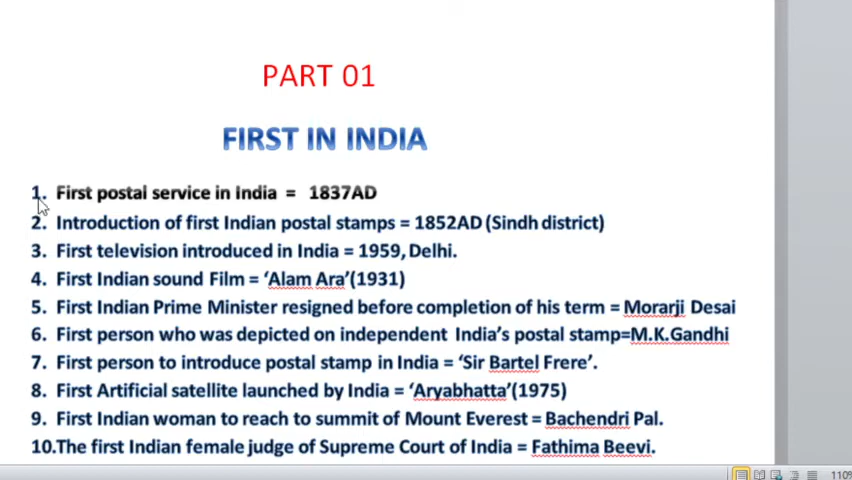 PART 01
FIRST IN INDIA
1. First postal service in India = 1837AD
2. Introduction of first Indian postal stamps = 1852AD (Sindh district)
3. First television introduced in India = 1959, Delhi.
4. First Indian sound Film = ‘Alam Ara’(1931)
5. First Indian Prime Minister resigned before completion of his term = Morarji Desai
6. First person who was depicted on independent India’s postal stamp=M.K.Gandhi
7. First person to introduce postal stamp in India = ‘Sir Bartel Frere’.
8. First Artificial satellite launched by India = ‘Aryabhatta’(1975)
9. First Indian woman to reach to summit of Mount Everest = Bachendri Pal.
10.The first Indian female judge of Supreme Court of India = Fathima Beevi.
110%